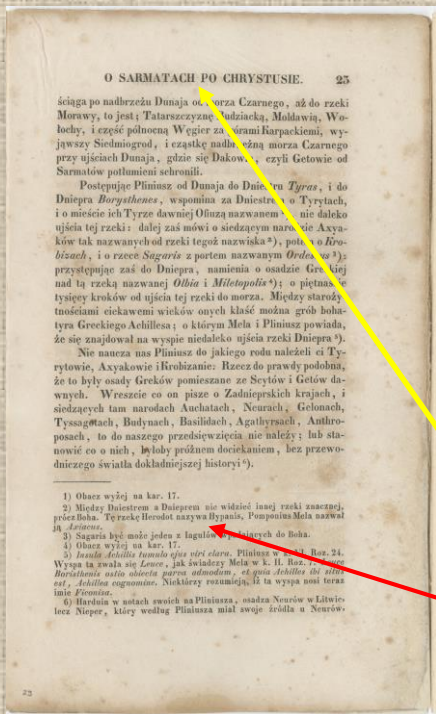 O SARMATACH PO CHRYSTUSIE. 25
ściąga po nadbrzeżu Dunaja od morza Czarnego, aż do rzeki
Morawy, to jest; Tatarszczyznę Budziacką, Mołdawią, Wo-
łochy, i część północną Węgier za górami Karpackiemi, wy-
jąwszy Siedmiogrod, i cząstkę nadbrzeżną morza Czarnego
przy ujściach Dunaja, gdzie się Dakowie, czyli Getowie od
Sarmatów potłumieni schronili.
Postępując Pliniusz od Dunaja do Dniestru Tyras, i do
Dniepra Borysthenes, wspomina za Dniestrem o Tyrytach,
i o mieście ich Tyrze dawniej Ofiuzą nazwanem nie daleko
ujścia tej rzeki: dalej zaś mówi o siedzącym narodzie Axya-
ków tak nazwanych od rzeki tegoż nazwiska ²), potem o Kro-
bizach, i o rzece Sagaris z portem nazwanym Ordesus ³):
przystępując zaś do Dniepra, namienia o osadzie Greckiej
nad tą rzeką nazwanej Olbia i Miletopolis ⁴); o piętnaście
tysięcy kroków od ujścia tej rzeki do morza. Między staroży-
tnościami ciekawemi wieków onych kłaść można grób boha-
tyra Greckiego Achillesa; o którym Mela i Pliniusz powiada,
że się znajdował na wyspie niedaleko ujścia rzeki Dniepra ⁵).
Nie naucza nas Pliniusz do jakiego rodu należeli ci Ty-
rytowie, Axyakowie i Krobizanie: Rzecz do prawdy podobna,
że to były osady Greków pomieszane ze Scytów i Getów da-
wnych. Wreszcie co on pisze o Zadnieprskich krajach, i
siedzących tam narodach Auchatach, Neurach, Gelonach,
Tyssagetach, Budynach, Basilidach, Agathyrsach, Anthro-
posach, to do naszego przedsięwzięcia nie należy; lub sta-
nowić co o nich, byłoby próżnem dociekaniem, bez przewo-
dniczego światła dokładniejszej historyi ⁶).
1) Obacz wyżej na kar. 17.
2) Między Dniestrem a Dnieprem nie widzieć innej rzeki znacznej,
prócz Boha. Tę rzekę Herodot nazywa Hypanis, Pomponius Mela nazwał
ją Axiacus.
3) Sagaris być może jeden z łagułów wpadających do Boha.
4) Obacz wyżej na kar. 17.
5) Insula Achillis tumulo ejus viri clara. Pliniusz w Roz. 24.
Wyspa ta zwała się Leuce, jak świadczy Mela w k. II. Roz. 7. Leuce
Boristhenis ostio obiecta parva admodum, et quia Achilles ibi situs
est, Achillea cognomine. Niektórzy rozumieją, iż ta wyspa nosi teraz
imie Ficonisa.
6) Harduin w notach swoich na Pliniusza, osadza Neurów w Litwie,
lecz Nieper, który według Pliniusza miał swoje źródła u Neurów,